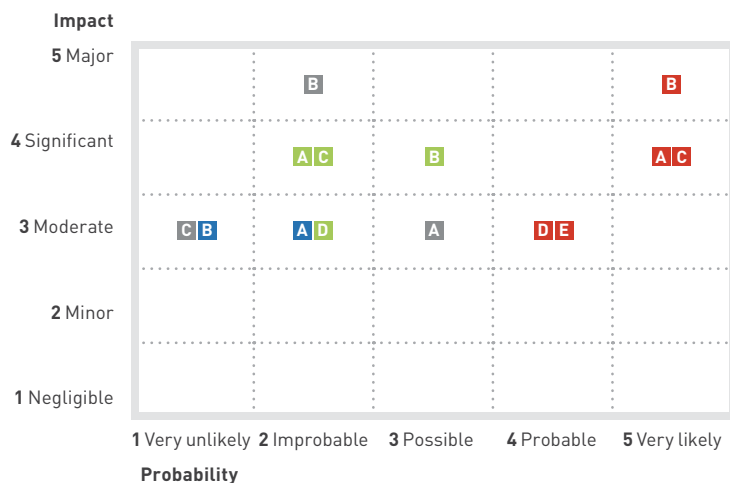 Impact
5 Major
B B
4 Significant
A C B A C
3 Moderate
C B A D A D E
2 Minor
1 Negligible
1 Very unlikely 2 Improbable 3 Possible 4 Probable 5 Very likely
Probability